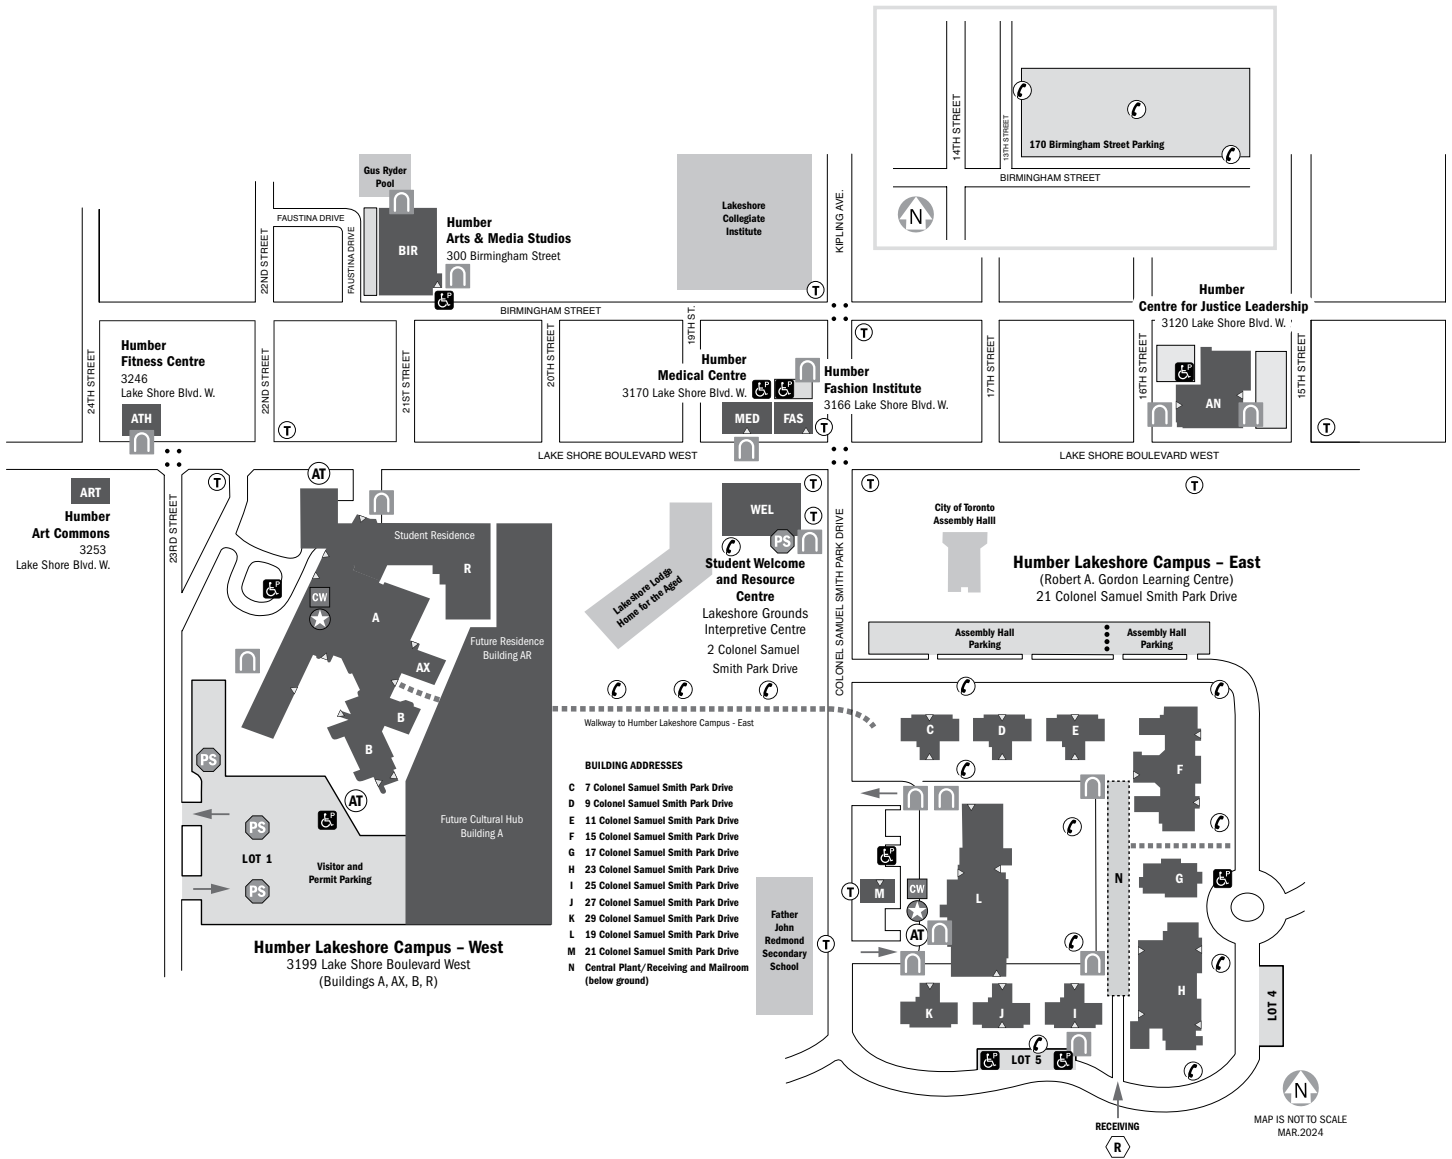 14TH STREET
13TH STREET
170 Birmingham Street Parking
BIRMINGHAM STREET
N
Gus Ryder
Pool
FAUSTINA DRIVE
FAUSTINA DRIVE
22ND STREET
BIR
Humber
Arts & Media Studios
300 Birmingham Street
P
Lakeshore
Collegiate
Institute
KIPLING AVE.
T
BIRMINGHAM STREET
19TH ST.
T
Humber
Centre for Justice Leadership
3120 Lake Shore Blvd. W.
P
AN
24TH STREET
Humber
Fitness Centre
3246
Lake Shore Blvd. W.
ATH
22ND STREET
T
21ST STREET
20TH STREET
Humber
Medical Centre
3170 Lake Shore Blvd. W.
P
P
MED
FAS
T
Humber
Fashion Institute
3166 Lake Shore Blvd. W.
17TH STREET
16TH STREET
15TH STREET
T
LAKE SHORE BOULEVARD WEST
LAKE SHORE BOULEVARD WEST
ART
Humber
Art Commons
3253
Lake Shore Blvd. W.
23RD STREET
T
AT
Student Residence
R
P
CW
A
AX
B
B
Future Residence
Building AR
WEL
T
T
T
T
PS
Lakeshore Lodge
Home for the Aged
Student Welcome
and Resource
Centre
Lakeshore Grounds
Interpretive Centre
2 Colonel Samuel
Smith Park Drive
COLONEL SAMUEL SMITH PARK DRIVE
City of Toronto
Assembly Halll
Humber Lakeshore Campus – East
(Robert A. Gordon Learning Centre)
21 Colonel Samuel Smith Park Drive
Assembly Hall
Parking
Assembly Hall
Parking
Walkway to Humber Lakeshore Campus - East
PS
PS
LOT 1
PS
P
AT
Visitor and
Permit Parking
Future Cultural Hub
Building A
Humber Lakeshore Campus – West
3199 Lake Shore Boulevard West
(Buildings A, AX, B, R)
BUILDING ADDRESSES
C 7 Colonel Samuel Smith Park Drive
D 9 Colonel Samuel Smith Park Drive
E 11 Colonel Samuel Smith Park Drive
F 15 Colonel Samuel Smith Park Drive
G 17 Colonel Samuel Smith Park Drive
H 23 Colonel Samuel Smith Park Drive
I 25 Colonel Samuel Smith Park Drive
J 27 Colonel Samuel Smith Park Drive
K 29 Colonel Samuel Smith Park Drive
L 19 Colonel Samuel Smith Park Drive
M 21 Colonel Samuel Smith Park Drive
N Central Plant/Receiving and Mailroom
(below ground)
Father
John
Redmond
Secondary
School
T
T
C
D
E
F
P
M
CW
AT
L
N
G
P
H
K
J
I
P
LOT 5
P
LOT 4
RECEIVING
R
N
MAP IS NOT TO SCALE
MAR.2024